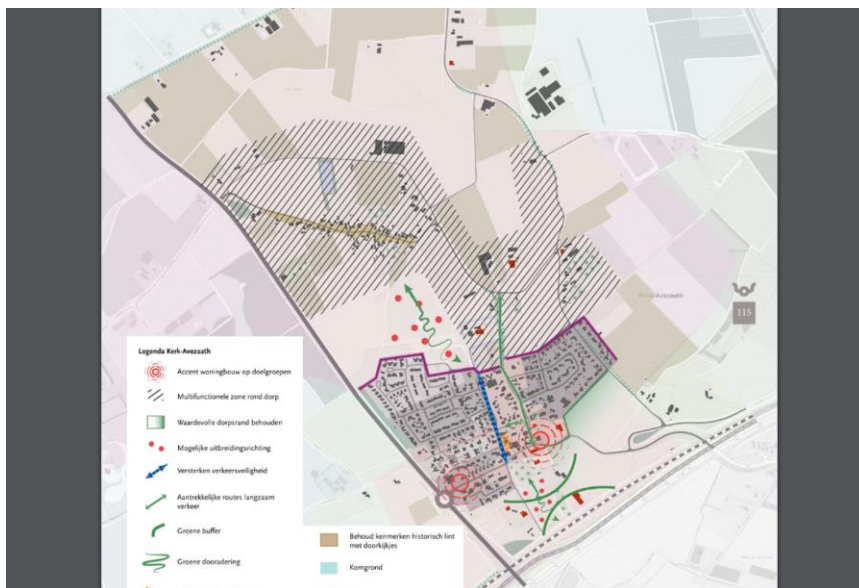 Kerk-Avezaath
115
Legenda Kerk-Avezaath
Accent woningbouw op doelgroepen
Multifunctionele zone rond dorp
Waardevolle dorpsrand behouden
Mogelijke uitbreidingsrichting
Versterken verkeersveiligheid
Aantrekkelijke routes langzaam
verkeer
Groene buffer
Groene dooradering
Behoud kenmerken historisch lint
met doorkijkjes
Komgrond